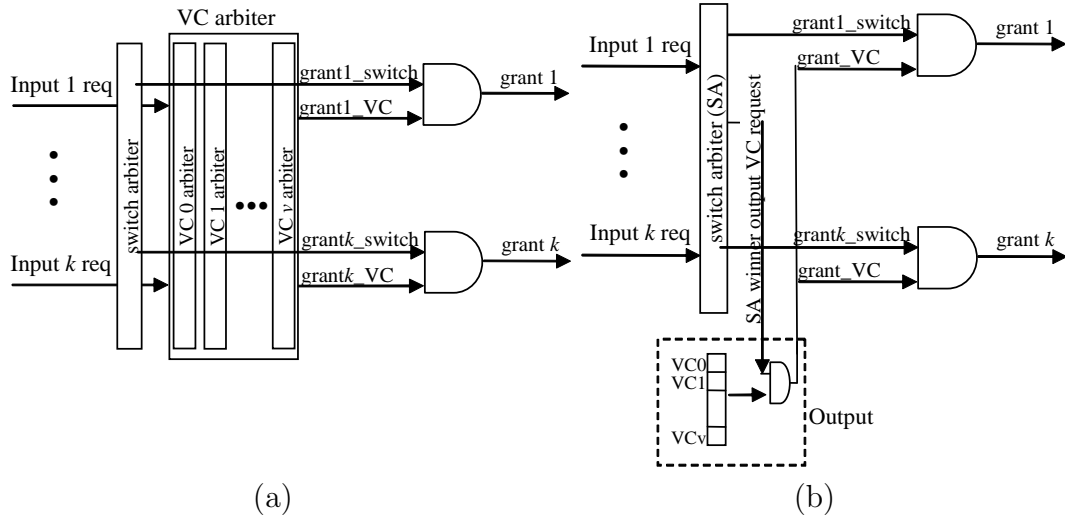 VC arbiter
Input 1 req
Input k req
switch arbiter
VC 0 arbiter
VC 1 arbiter
VC v arbiter
grant1_switch
grant1_VC
grant 1
grantk_switch
grantk_VC
grant k
(a)
Input 1 req
Input k req
switch arbiter (SA)
SA winner output VC request
grant1_switch
grant_VC
grant 1
grantk_switch
grant_VC
grant k
VC0
VC1
VCv
Output
(b)